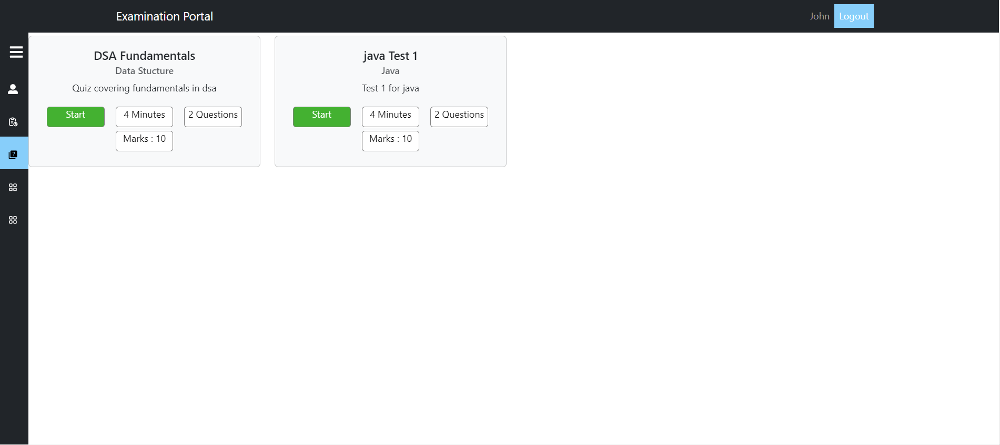 Examination Portal
John Logout
DSA Fundamentals
Data Stucture
Quiz covering fundamentals in dsa
Start 4 Minutes 2 Questions
Marks : 10
java Test 1
Java
Test 1 for java
Start 4 Minutes 2 Questions
Marks : 10